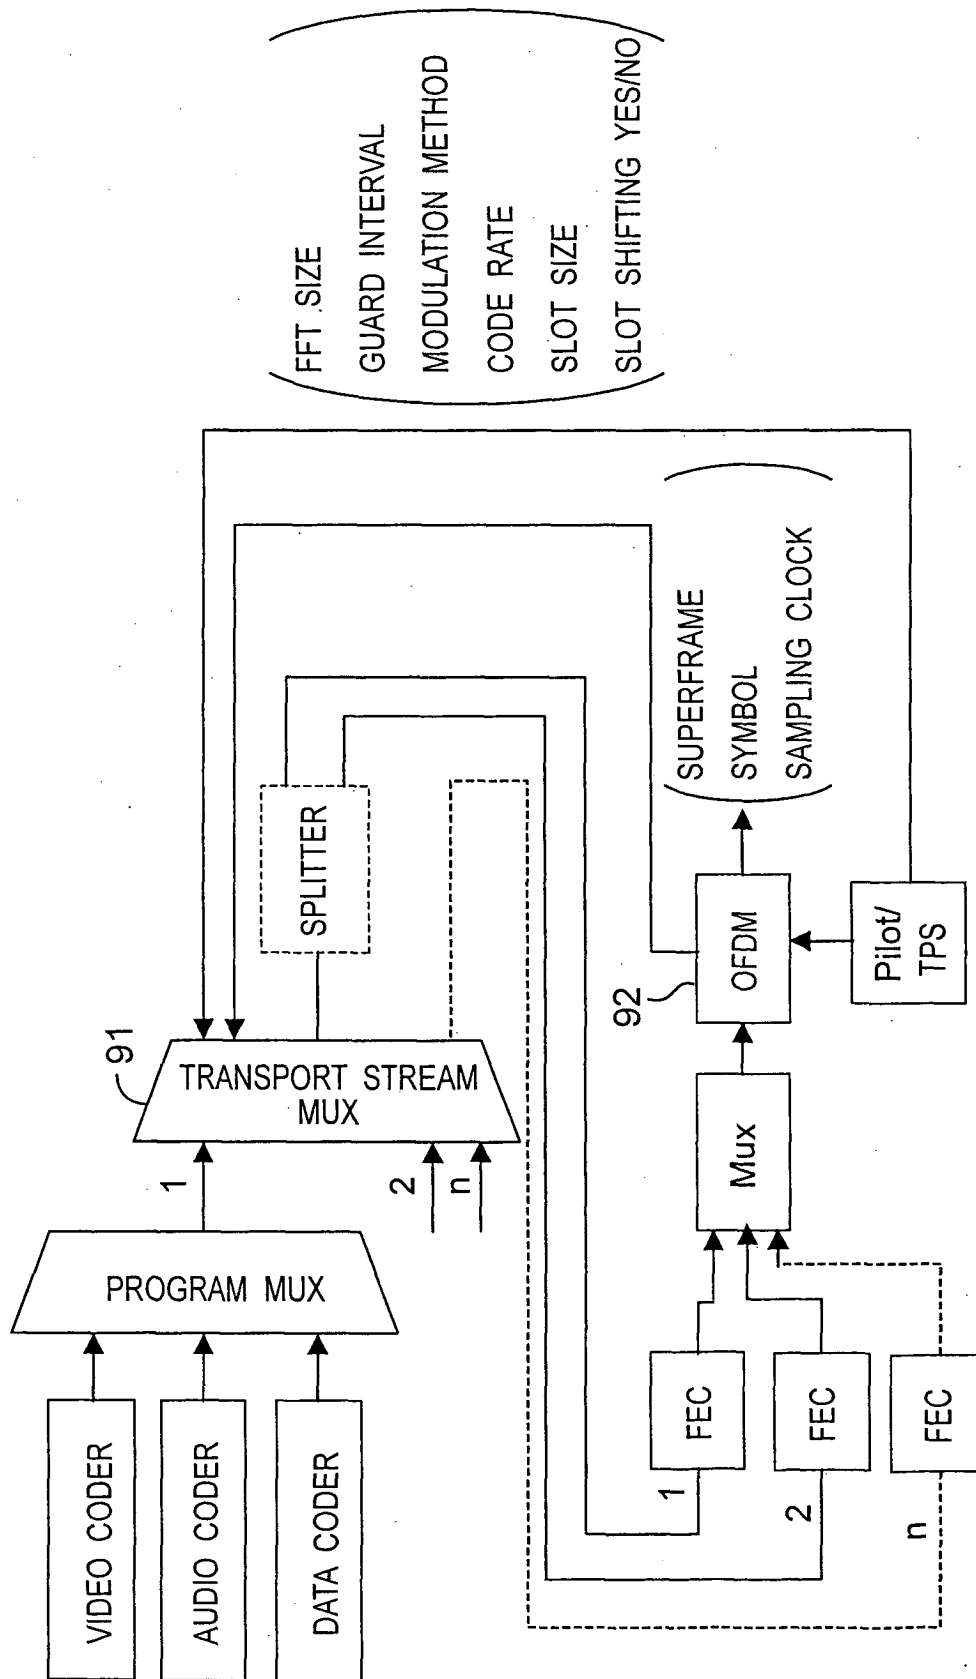 VIDEO CODER
AUDIO CODER
DATA CODER
PROGRAM MUX
1
2
n
91
TRANSPORT STREAM
MUX
SPLITTER
FFT SIZE
GUARD INTERVAL
MODULATION METHOD
CODE RATE
SLOT SIZE
SLOT SHIFTING YES/NO
1
FEC
2
FEC
n
FEC
Mux
92
OFDM
Pilot/
TPS
SUPERFRAME
SYMBOL
SAMPLING CLOCK